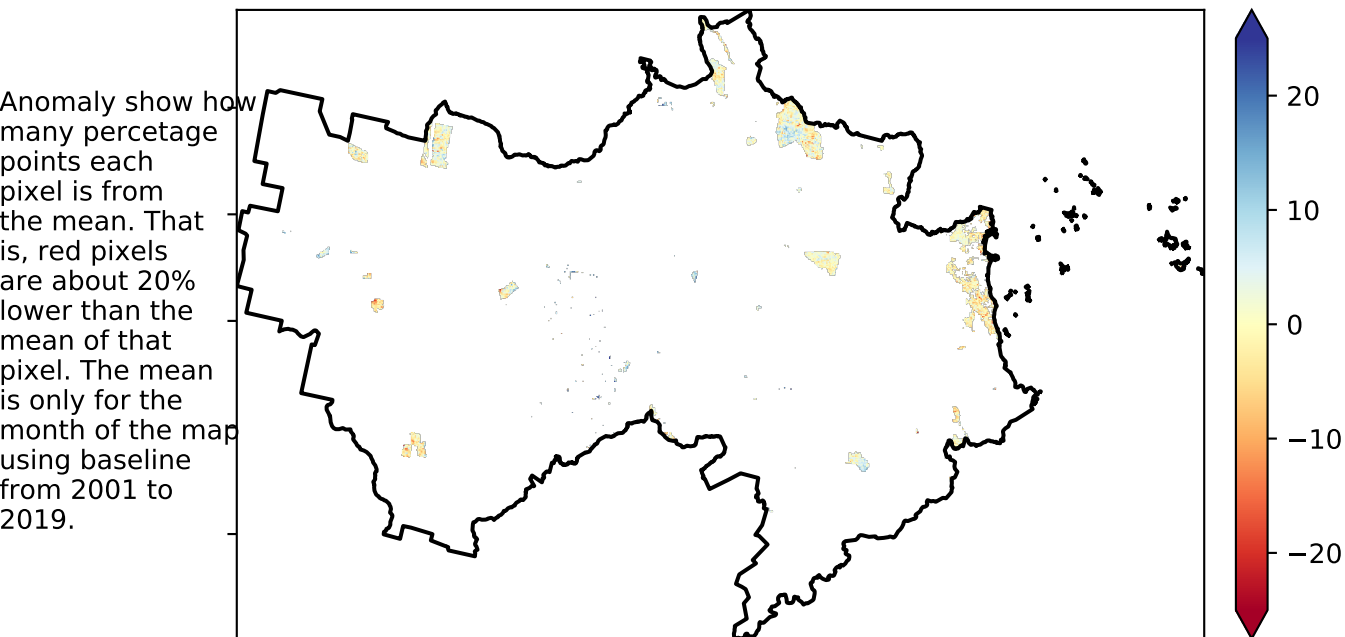 Anomaly show how
many percetage
points each
pixel is from
the mean. That
is, red pixels
are about 20%
lower than the
mean of that
pixel. The mean
is only for the
month of the map
using baseline
from 2001 to
2019.
20
10
0
−10
−20